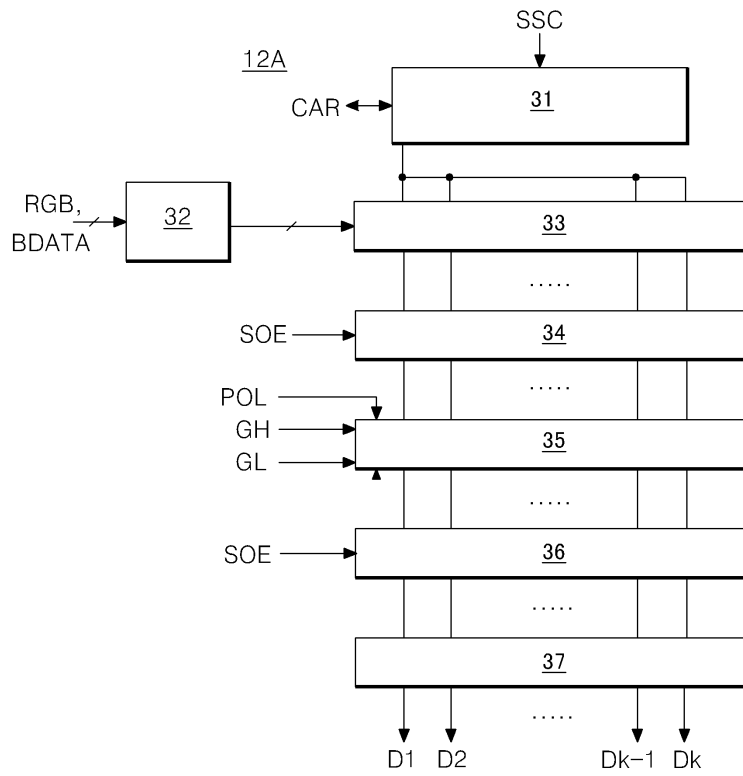 SSC
12A
CAR
31
RGB,
BDATA
32
33
.....
SOE
34
.....
POL
GH
GL
35
.....
SOE
36
.....
37
.....
D1 D2 Dk-1 Dk